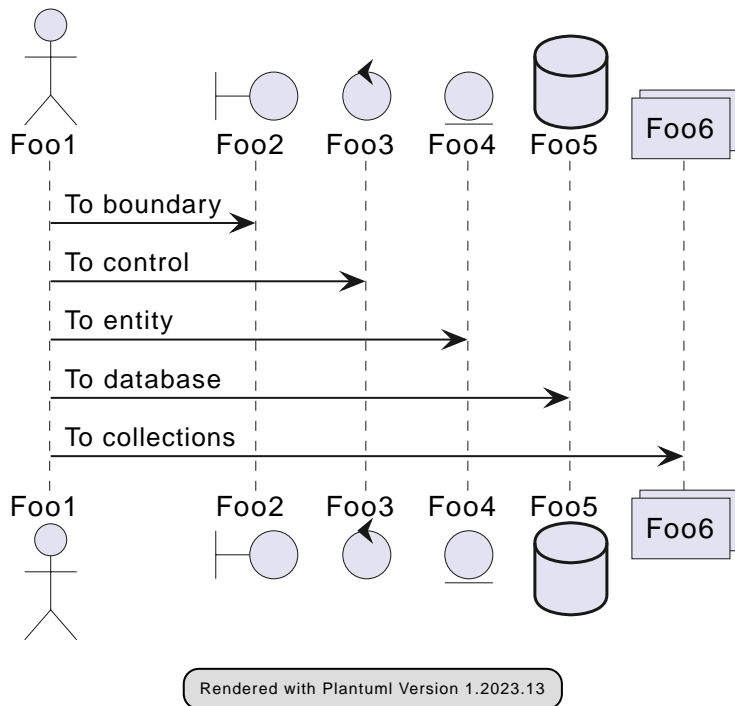 Foo1 Foo2 Foo3 Foo4 Foo5 Foo6
To boundary
To control
To entity
To database
To collections
Foo1 Foo2 Foo3 Foo4 Foo5 Foo6
Rendered with Plantuml Version 1.2023.13